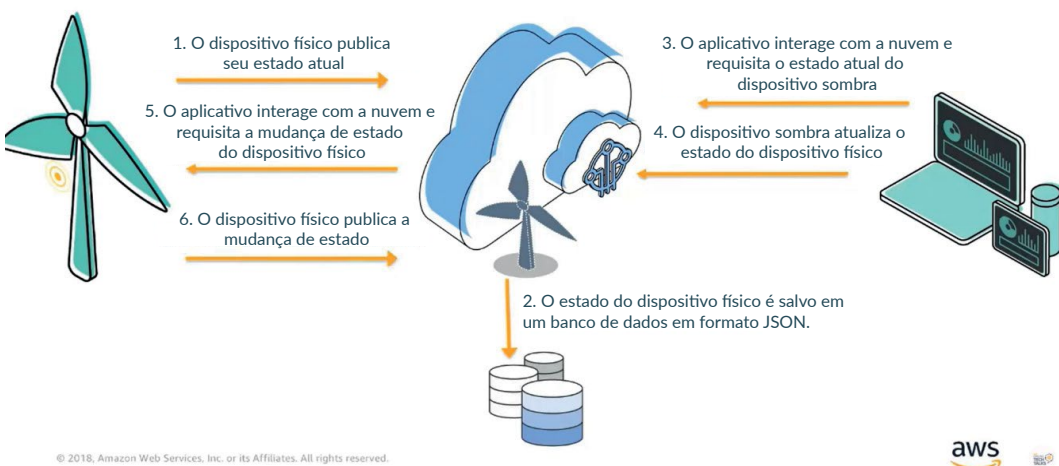 1. O dispositivo físico publica
seu estado atual
5. O aplicativo interage com a nuvem e
requisita a mudança de estado
do dispositivo físico
6. O dispositivo físico publica a
mudança de estado
3. O aplicativo interage com a nuvem e
requisita o estado atual do
dispositivo sombra
4. O dispositivo sombra atualiza o
estado do dispositivo físico
2. O estado do dispositivo físico é salvo em
um banco de dados em formato JSON.
© 2018, Amazon Web Services, Inc. or its Affiliates. All rights reserved.
aws